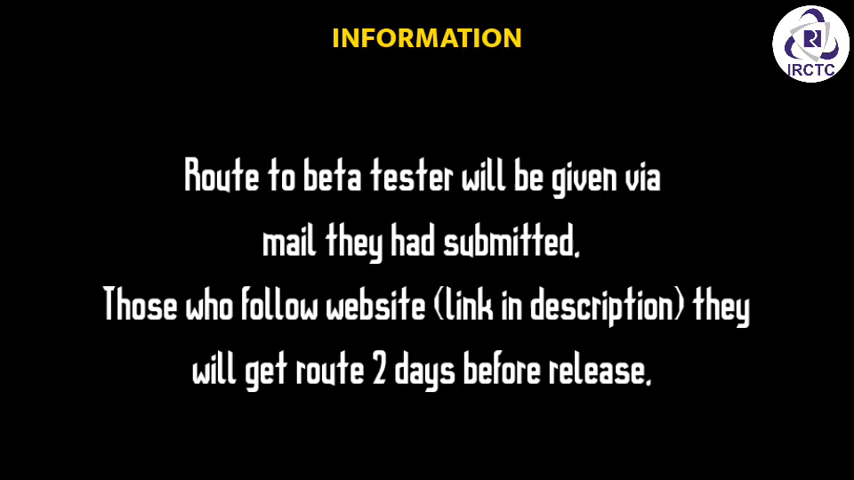 INFORMATION
IRCTC
Route to beta tester will be given via
mail they had submitted.
Those who follow website (link in description) they
will get route 2 days before release.